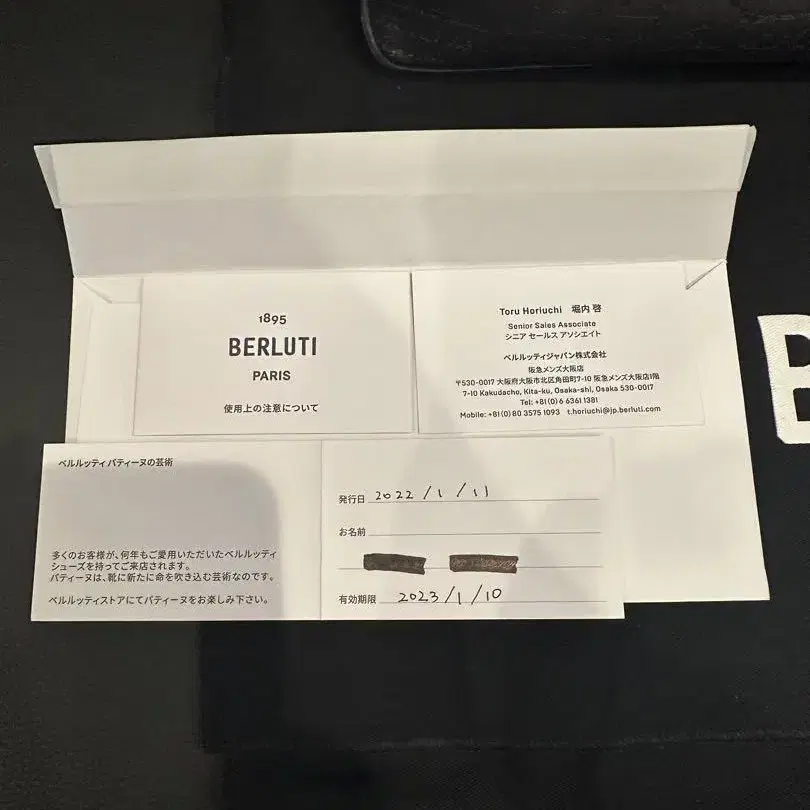 1895
BERLUTI
PARIS
使用上の注意について
Toru Horiuchi 堀内 啓
Senior Sales Associate
シニア セールス アソシエイト
ベルルッティジャパン株式会社
阪急メンズ大阪店
〒530-0017 大阪府大阪市北区角田町7-10 阪急メンズ大阪店1階
7-10 Kakudacho, Kita-ku, Osaka-shi, Osaka 530-0017
Tel: +81(0)6 6361 1381
Mobile: +81(0)80 3575 1093 t.horiuchi@jp.berluti.com
ベルルッティ パティーヌの芸術
多くのお客様が、何年もご愛用いただいたベルルッティ
シューズを持ってご来店されます。
パティーヌは、靴に新たに命を吹き込む芸術なのです。
ベルルッティストアにてパティーヌをお楽しみ下さい。
発行日 2022/1/11
お名前
有効期限 2023/1/10
B